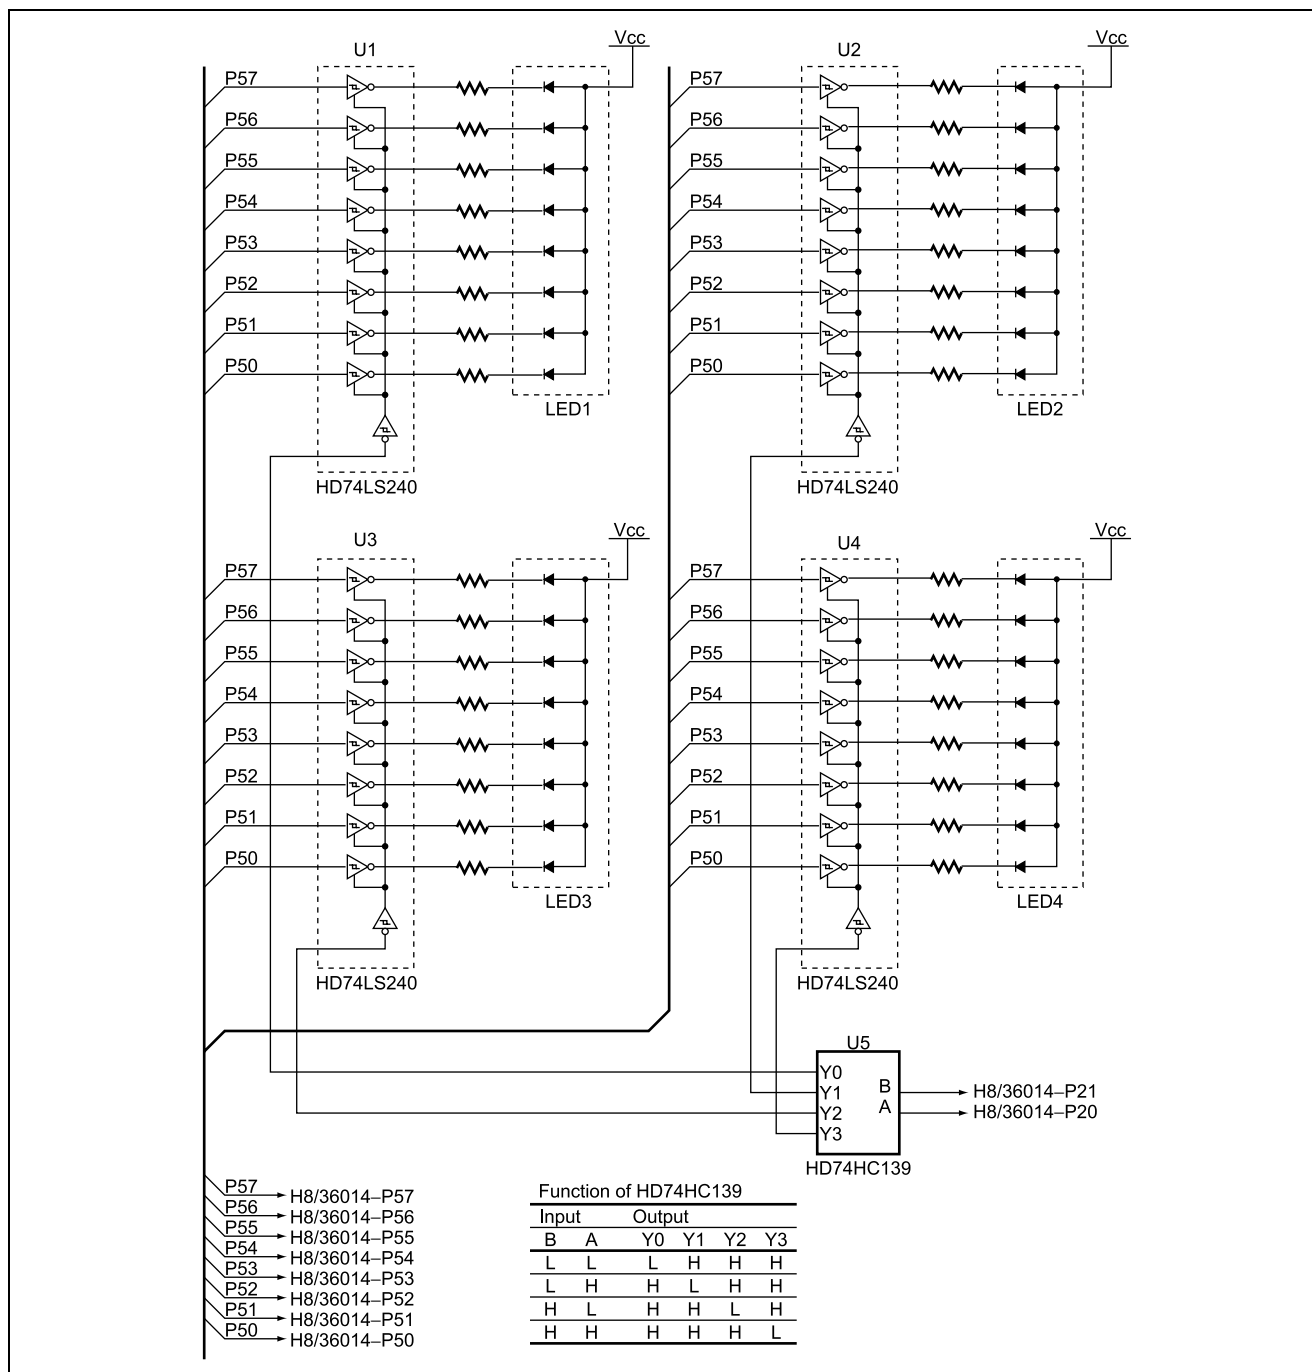 U1
Vcc
P57
P56
P55
P54
P53
P52
P51
P50
LED1
HD74LS240
U2
Vcc
P57
P56
P55
P54
P53
P52
P51
P50
LED2
HD74LS240
U3
Vcc
P57
P56
P55
P54
P53
P52
P51
P50
LED3
HD74LS240
U4
Vcc
P57
P56
P55
P54
P53
P52
P51
P50
LED4
HD74LS240
U5
Y0
Y1
Y2
Y3
B
A
H8/36014–P21
H8/36014–P20
HD74HC139
P57 H8/36014–P57
P56 H8/36014–P56
P55 H8/36014–P55
P54 H8/36014–P54
P53 H8/36014–P53
P52 H8/36014–P52
P51 H8/36014–P51
P50 H8/36014–P50
Function of HD74HC139
Input Output
B A Y0 Y1 Y2 Y3
L L L H H H
L H H L H H
H L H H L H
H H H H H L